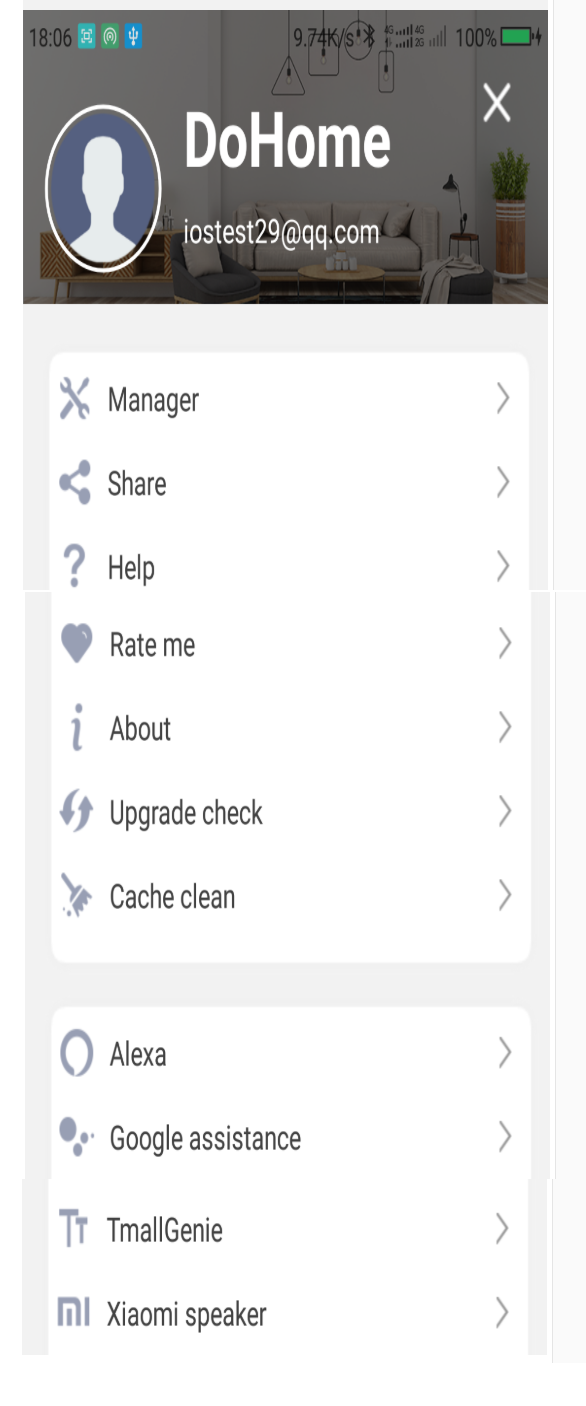 18:06 9.74K/s 4G 4G 2G 100%
DoHome
iostest29@qq.com
Manager
Share
Help
Rate me
About
Upgrade check
Cache clean
Alexa
Google assistance
TmallGenie
Xiaomi speaker